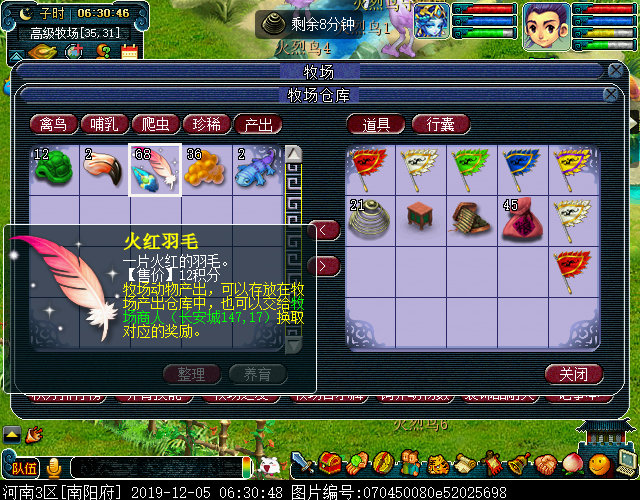 子时 06:30:46
高级牧场[35,31]
剩余8分钟
火烈鸟4
鸟1
牧场
牧场仓库
禽鸟 哺乳 爬虫 珍稀 产出
道具 行囊
12 2 68 36 2
21 45
火红羽毛
一片火红的羽毛。
【售价】12积分
牧场动物产出，可以存放在牧
场产出仓库中，也可以交给牧
场商人（长安城147,17）换取
对应的奖励。
整理 养育
关闭
火烈鸟6
队伍
河南3区[南阳府] 2019-12-05 06:30:48 图片编号:070450080e52025698